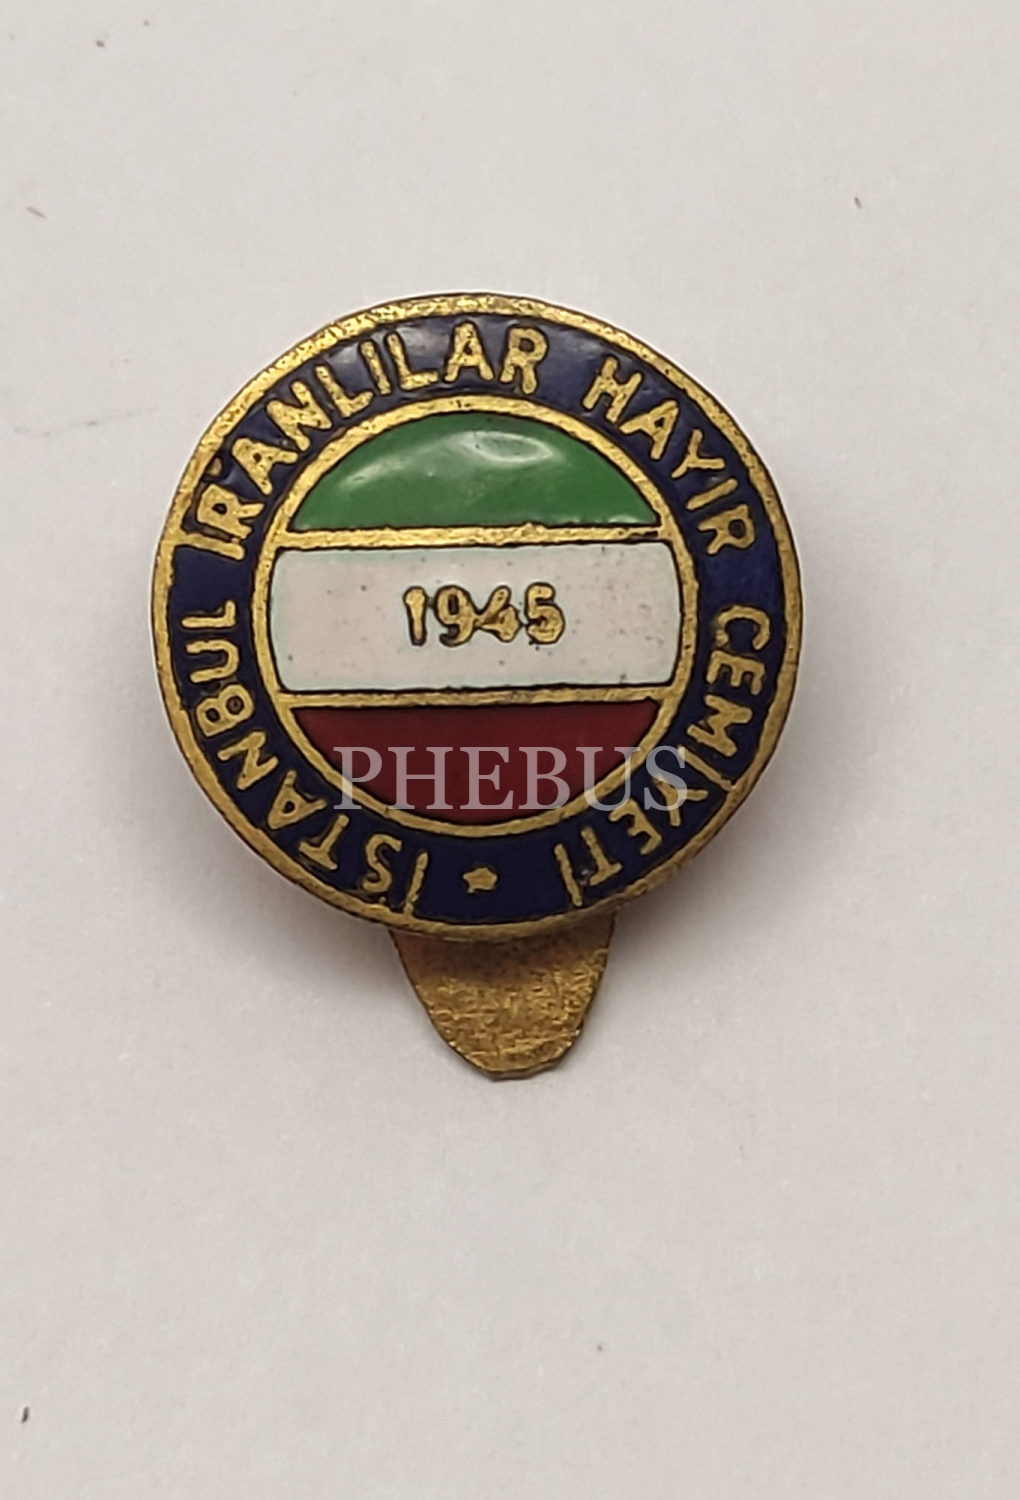 İSTANBUL İRANLILAR HAYIR CEMİYETİ
1945
PHEBUS